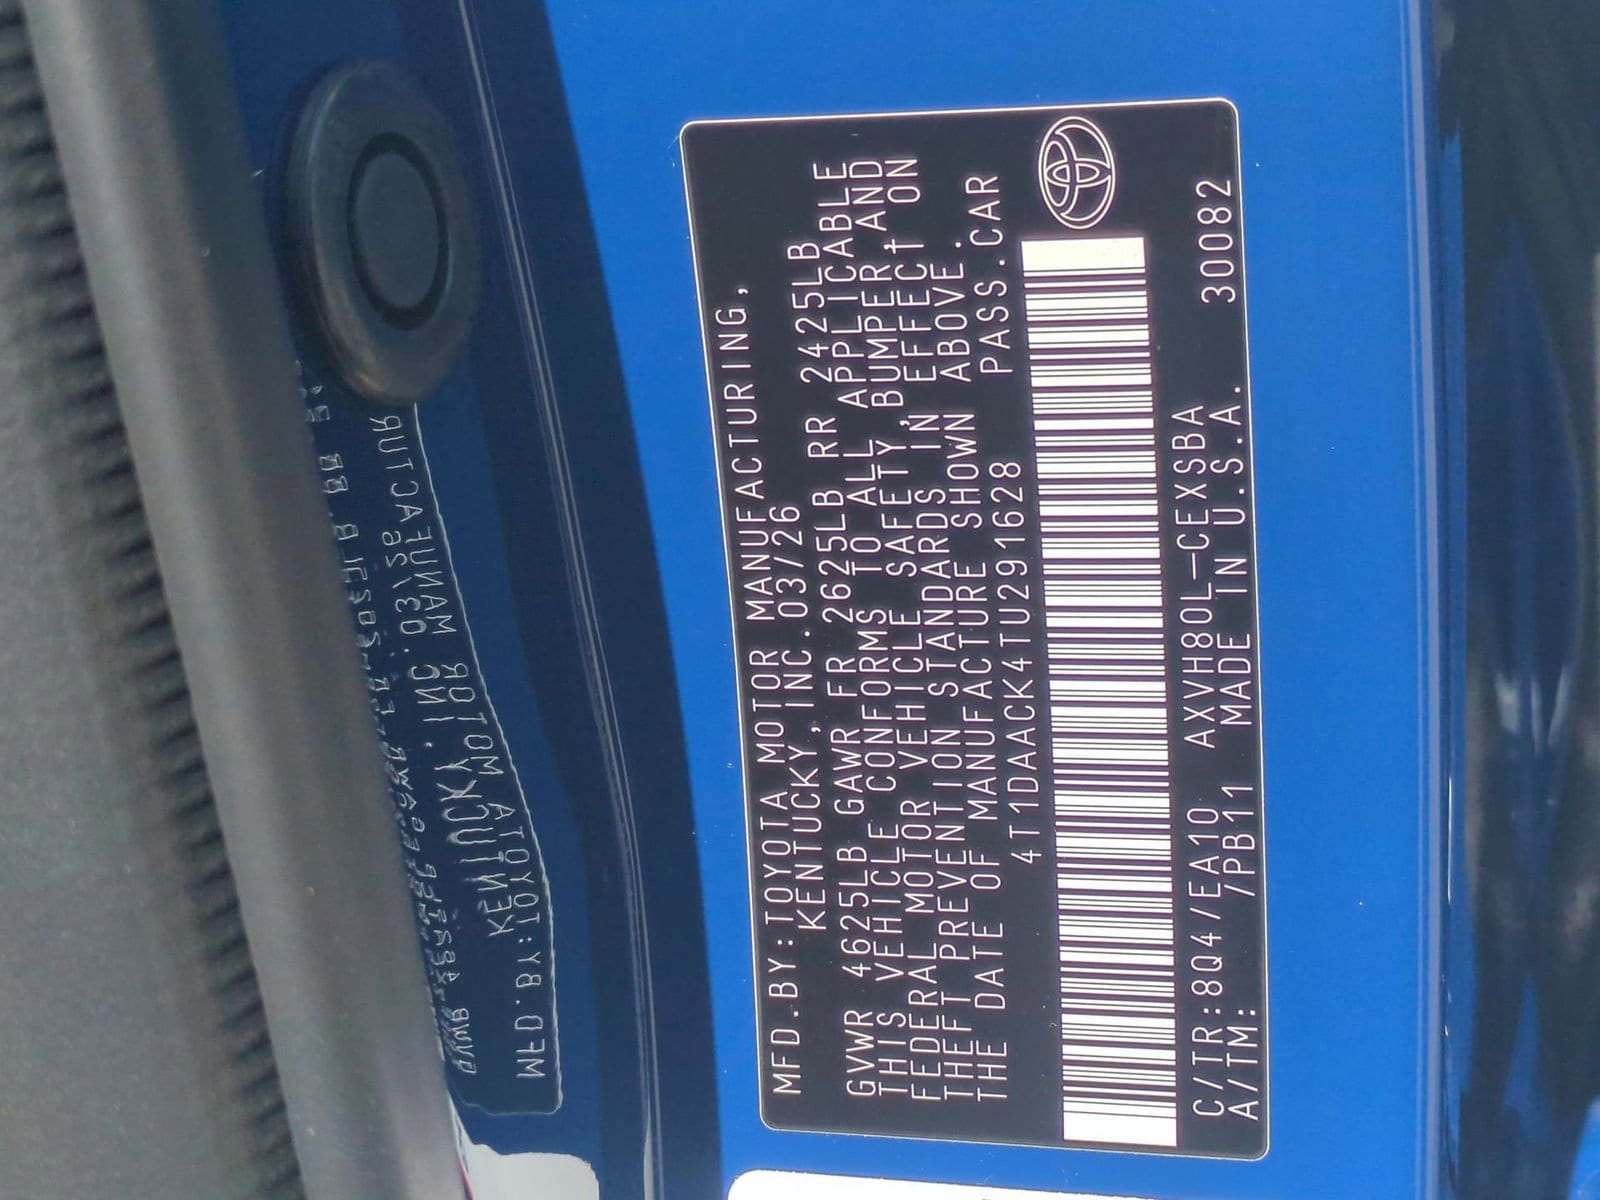 MFD.BY:TOYOTA MOTOR MANUFACTURING,
KENTUCKY,INC.03/26
GVWR 4625LB GAWR FR 2625LB RR 2425LB
THIS VEHICLE CONFORMS TO ALL APPLICABLE
FEDERAL MOTOR VEHICLE SAFETY,BUMPER,AND
THEFT PREVENTION STANDARDS IN EFFECT ON
THE DATE OF MANUFACTURE SHOWN ABOVE.
4T1DAACK4TU291628 PASS.CAR
C/TR:8Q4/EA10 AXVH80L-CEXSBA 30082
A/TM: /PB11 MADE IN U.S.A.